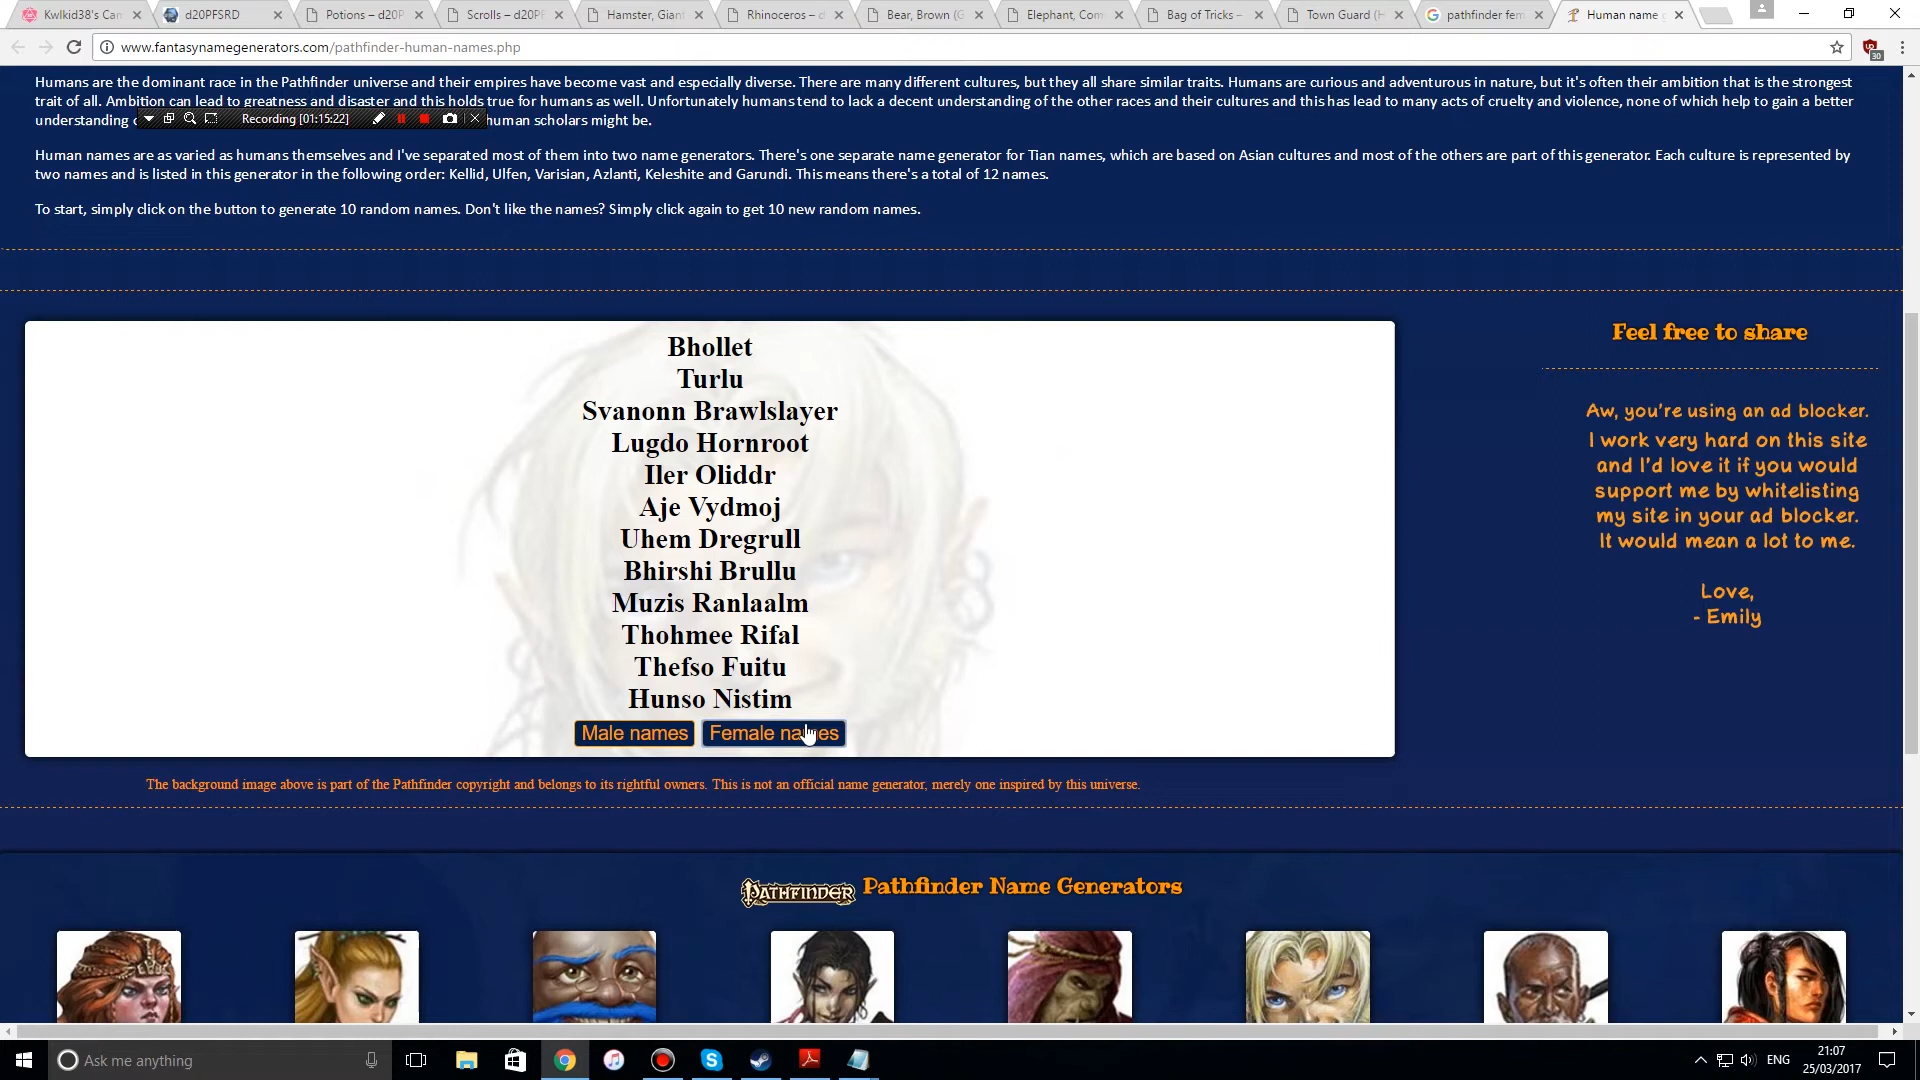 Kwlkid38's Cam
d20PFSRD
Potions – d20P
Scrolls – d20PF
Hamster, Gian
Rhinoceros – d
Bear, Brown (G
Elephant, Com
Bag of Tricks –
Town Guard (H
pathfinder fem
Human name g
www.fantasynamegenerators.com/pathfinder-human-names.php
30
Humans are the dominant race in the Pathfinder universe and their empires have become vast and especially diverse. There are many different cultures, but they all share similar traits. Humans are curious and adventurous in nature, but it's often their ambition that is the strongest
trait of all. Ambition can lead to greatness and disaster and this holds true for humans as well. Unfortunately humans tend to lack a decent understanding of the other races and their cultures and this has lead to many acts of cruelty and violence, none of which help to gain a better
understanding
Recording [01:15:22]
human scholars might be.
Human names are as varied as humans themselves and I've separated most of them into two name generators. There's one separate name generator for Tian names, which are based on Asian cultures and most of the others are part of this generator. Each culture is represented by
two names and is listed in this generator in the following order: Kellid, Ulfen, Varisian, Azlanti, Keleshite and Garundi. This means there's a total of 12 names.
To start, simply click on the button to generate 10 random names. Don't like the names? Simply click again to get 10 new random names.
Bhollet
Turlu
Svanonn Brawlslayer
Lugdo Hornroot
Iler Oliddr
Aje Vydmoj
Uhem Dregrull
Bhirshi Brullu
Muzis Ranlaalm
Thohmee Rifal
Thefso Fuitu
Hunso Nistim
Male names
Female names
Feel free to share
Aw, you're using an ad blocker.
I work very hard on this site
and I'd love it if you would
support me by whitelisting
my site in your ad blocker.
It would mean a lot to me.
Love,
- Emily
The background image above is part of the Pathfinder copyright and belongs to its rightful owners. This is not an official name generator, merely one inspired by this universe.
PATHFINDER Pathfinder Name Generators
Ask me anything
ENG
21:07
25/03/2017